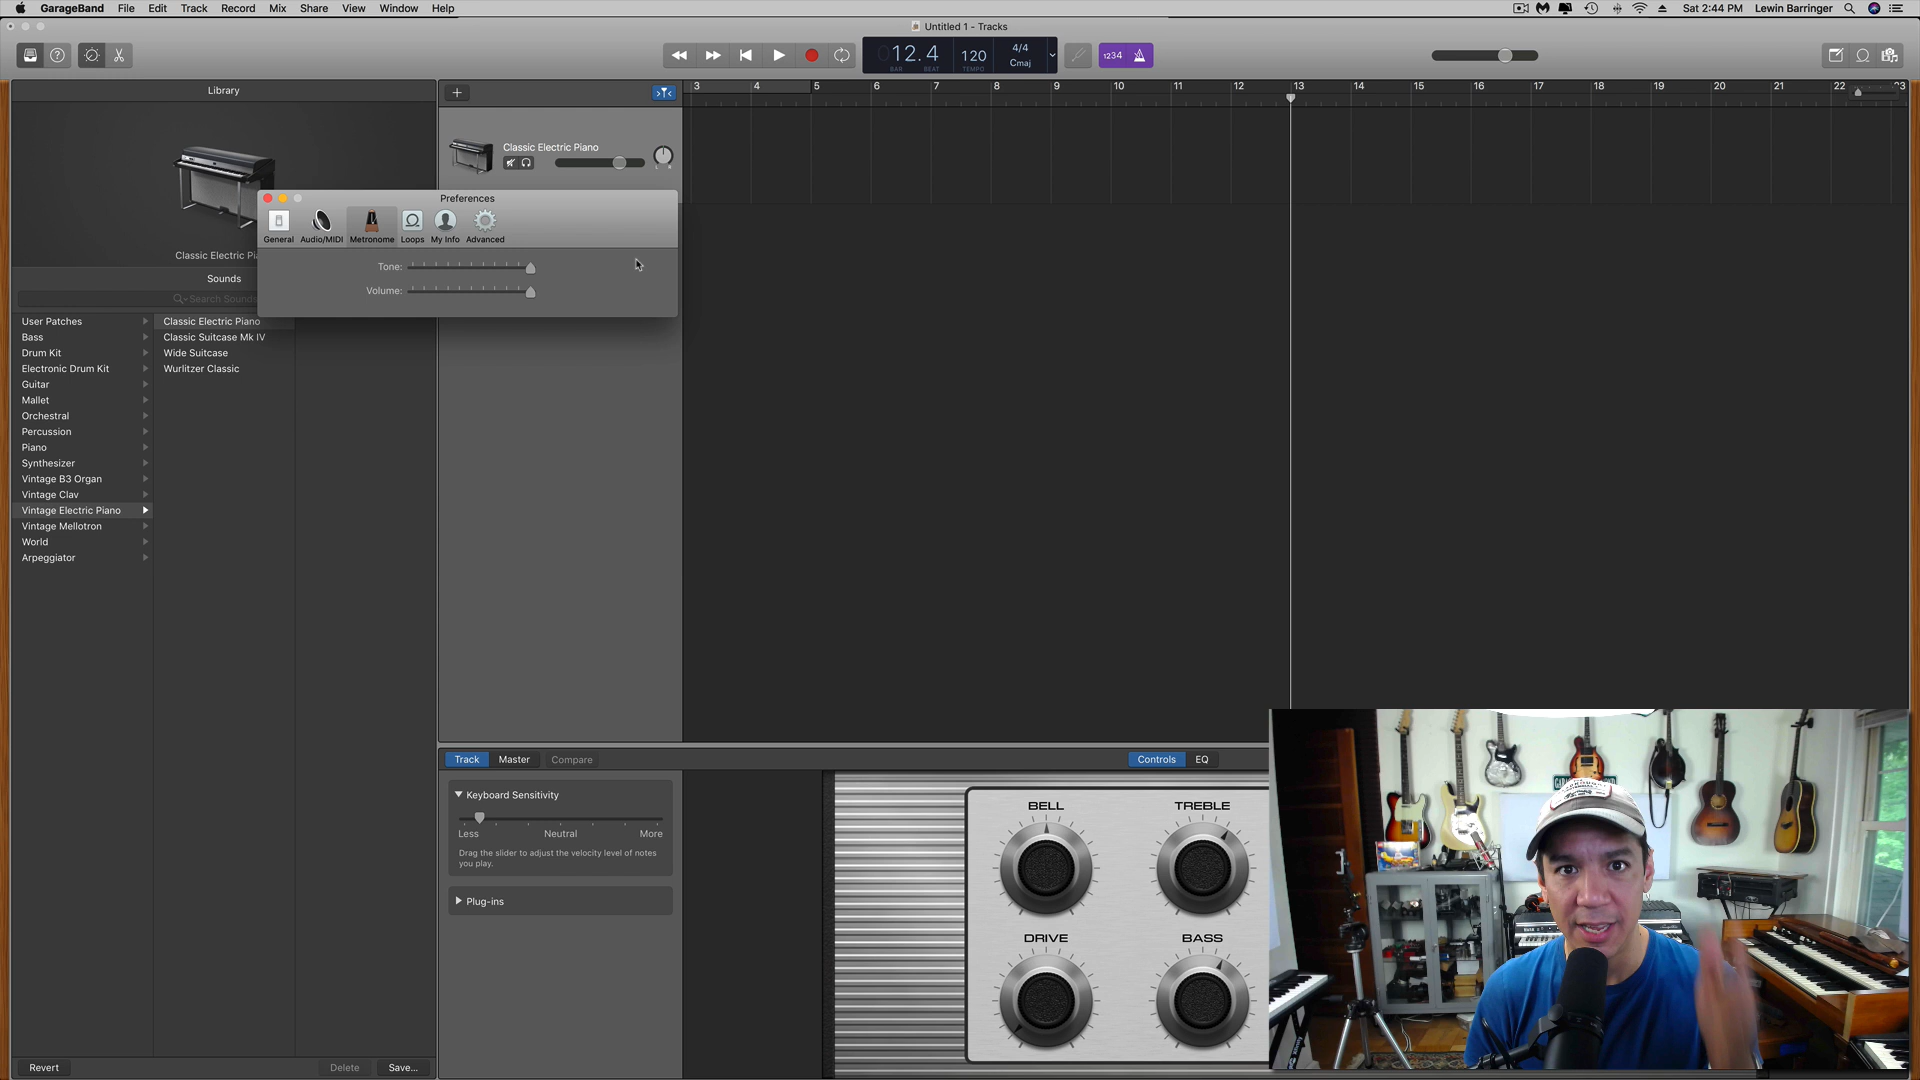 GarageBand File Edit Track Record Mix Share View Window Help
Sat 2:44 PM Lewin Barringer
Untitled 1 - Tracks
12.4
BAR BEAT
120
TEMPO
4/4
Cmaj
1234
Library
3 4 5 6 7 8 9 10 11 12 13 14 15 16 17 18 19 20 21 22 23
Classic Electric Piano
L R
Preferences
General Audio/MIDI Metronome Loops My Info Advanced
Tone:
Volume:
Classic Electric Pia
Sounds
Search Sounds
User Patches
Bass
Drum Kit
Electronic Drum Kit
Guitar
Mallet
Orchestral
Percussion
Piano
Synthesizer
Vintage B3 Organ
Vintage Clav
Vintage Electric Piano
Vintage Mellotron
World
Arpeggiator
Classic Electric Piano
Classic Suitcase Mk IV
Wide Suitcase
Wurlitzer Classic
Track Master Compare
Controls EQ
Keyboard Sensitivity
Less Neutral More
Drag the slider to adjust the velocity level of notes
you play.
Plug-ins
BELL TREBLE
DRIVE BASS
Revert Delete Save...